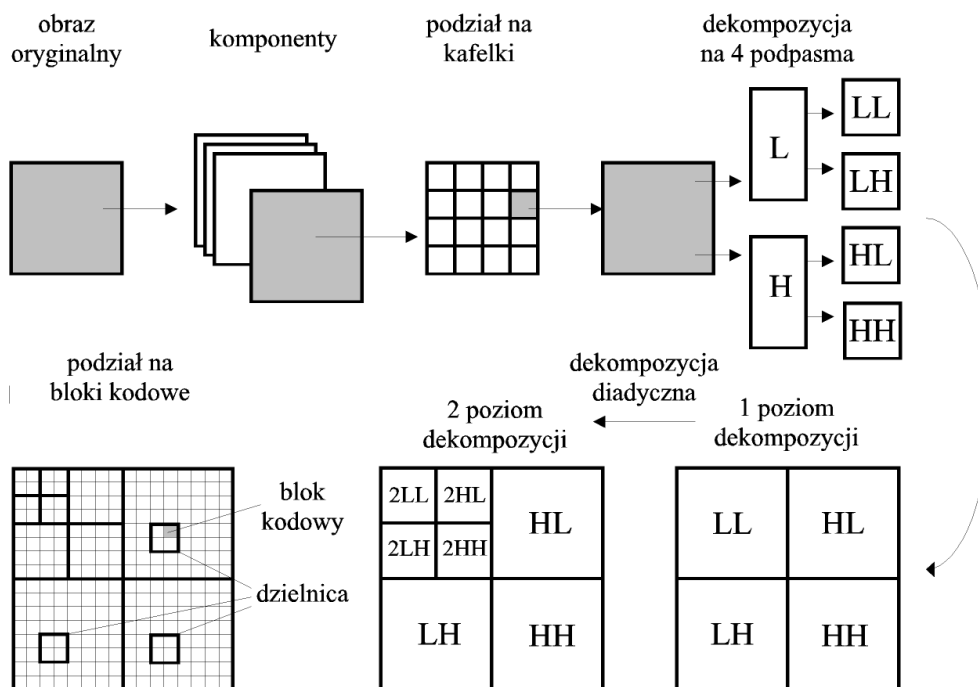 obraz
oryginalny
komponenty
podział na
kafelki
dekompozycja
na 4 podpasma
L
LL
LH
H
HL
HH
podział na
bloki kodowe
dekompozycja
diadyczna
2 poziom
dekompozycji
1 poziom
dekompozycji
blok
kodowy
dzielnica
2LL 2HL
2LH 2HH
HL
LH HH
LL HL
LH HH